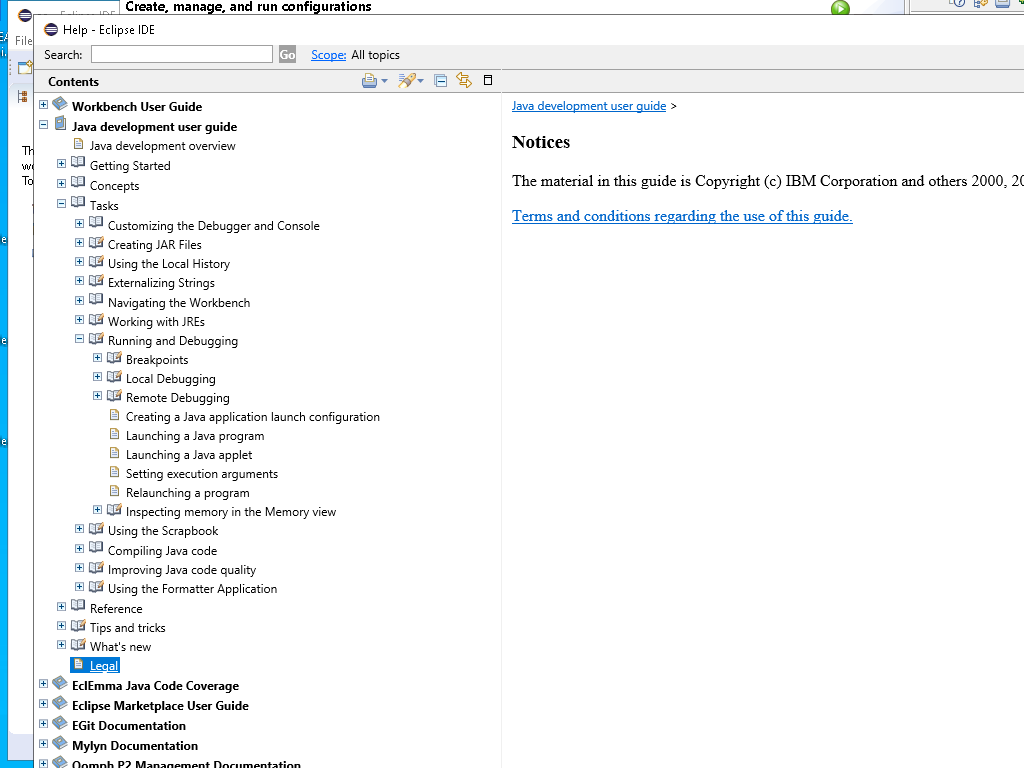 Create, manage, and run configurations
Help - Eclipse IDE
File
Search:
Go
Scope: All topics
Contents
Workbench User Guide
Java development user guide
Java development overview
Getting Started
Concepts
Tasks
Customizing the Debugger and Console
Creating JAR Files
Using the Local History
Externalizing Strings
Navigating the Workbench
Working with JREs
Running and Debugging
Breakpoints
Local Debugging
Remote Debugging
Creating a Java application launch configuration
Launching a Java program
Launching a Java applet
Setting execution arguments
Relaunching a program
Inspecting memory in the Memory view
Using the Scrapbook
Compiling Java code
Improving Java code quality
Using the Formatter Application
Reference
Tips and tricks
What's new
Legal
EclEmma Java Code Coverage
Eclipse Marketplace User Guide
EGit Documentation
Mylyn Documentation
Oomph P2 Management Documentation
Java development user guide >
Notices
The material in this guide is Copyright (c) IBM Corporation and others 2000, 20
Terms and conditions regarding the use of this guide.